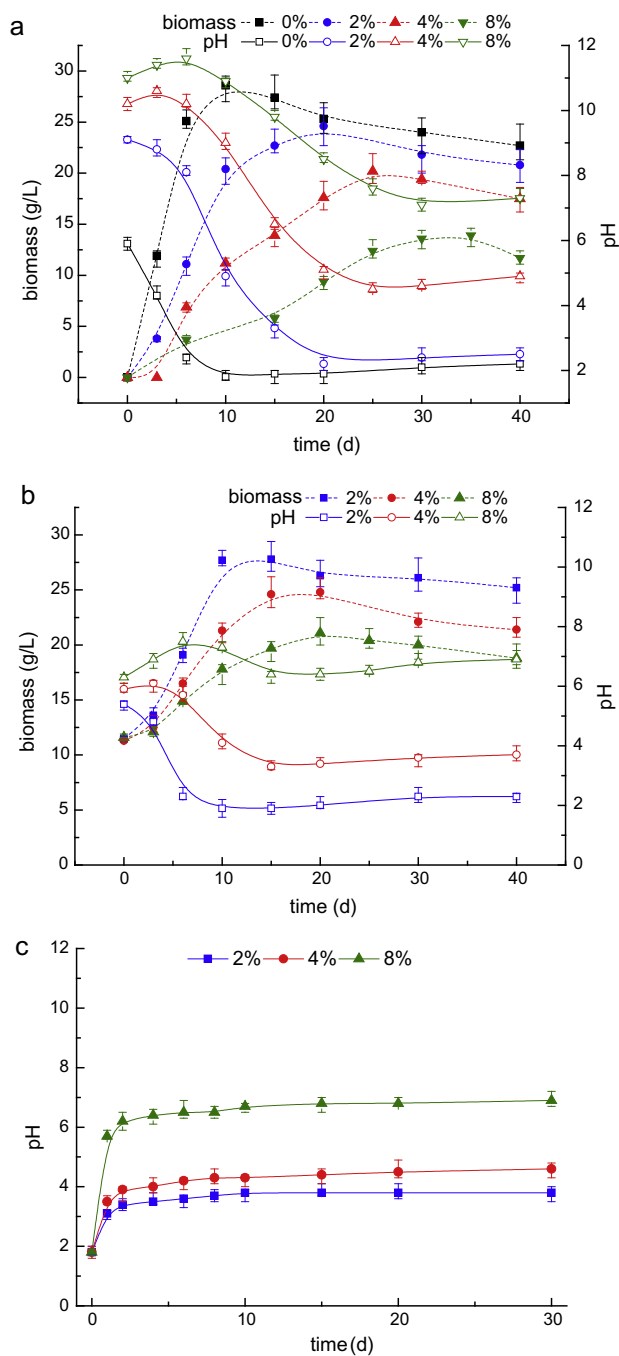 a
biomass 0% 2% 4% 8%
pH 0% 2% 4% 8%
30
25
20
15
10
5
0
biomass (g/L)
12
10
8
6
4
2
pH
0 10 20 30 40
time (d)
b
biomass 2% 4% 8%
pH 2% 4% 8%
30
25
20
15
10
5
0
biomass (g/L)
12
10
8
6
4
2
0
pH
0 10 20 30 40
time (d)
c
2% 4% 8%
12
10
8
6
4
2
0
pH
0 10 20 30
time (d)